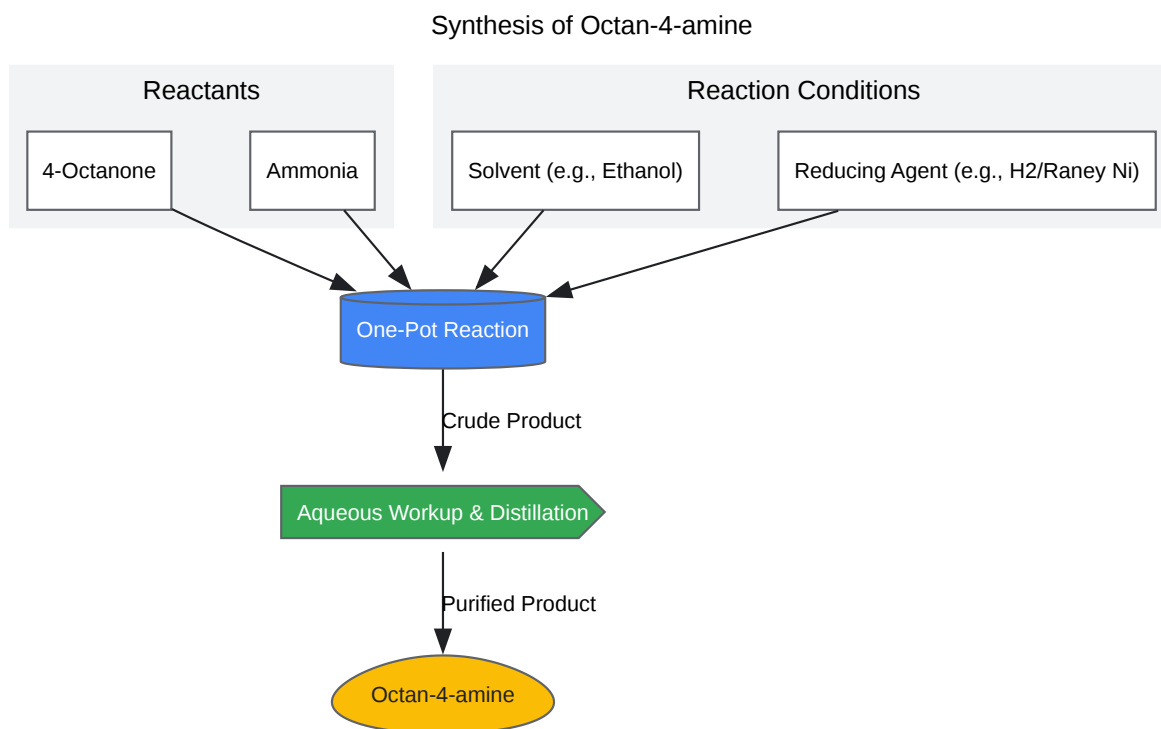 Synthesis of Octan-4-amine
Reactants
Reaction Conditions
4-Octanone
Ammonia
Solvent (e.g., Ethanol)
Reducing Agent (e.g., H2/Raney Ni)
One-Pot Reaction
Crude Product
Aqueous Workup & Distillation
Purified Product
Octan-4-amine